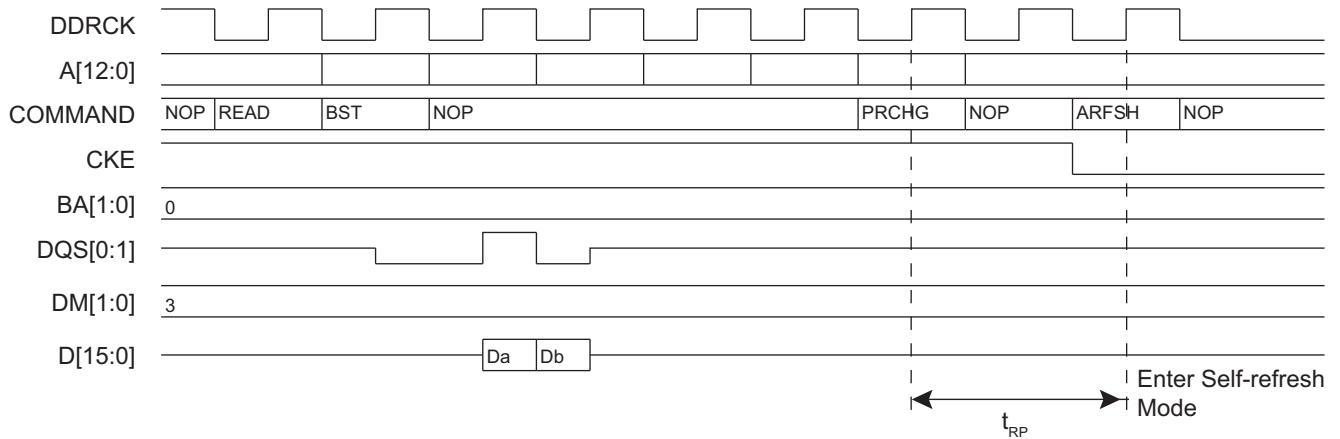 DDRCK
A[12:0]
COMMAND NOP READ BST NOP PRCHG NOP ARFSH NOP
CKE
BA[1:0] 0
DQS[0:1]
DM[1:0] 3
D[15:0] Da Db
Enter Self-refresh
Mode
tRP